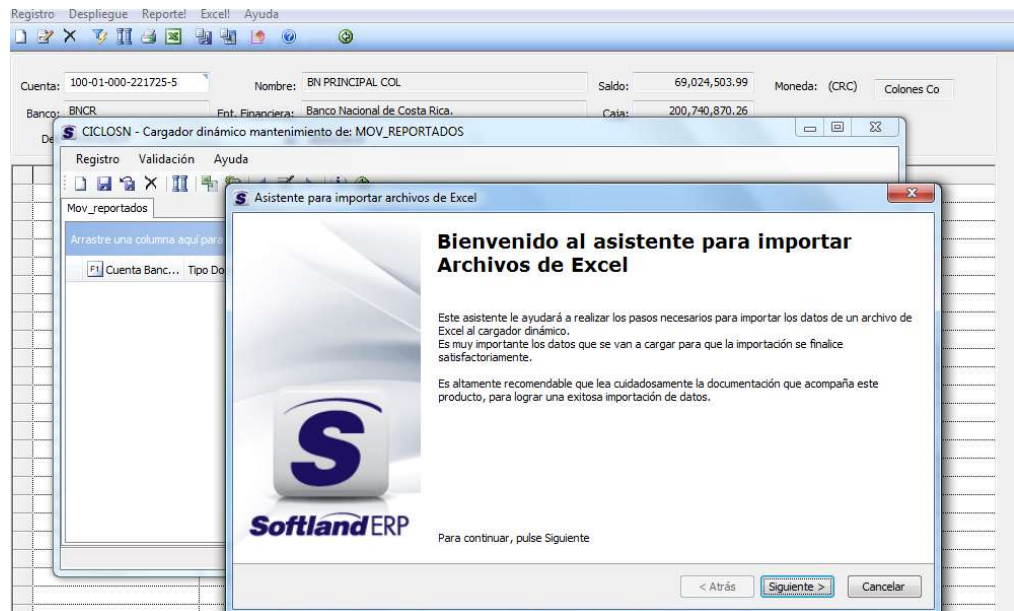 Registro Despliegue Reporte! Excel! Ayuda
Cuenta: 100-01-000-221725-5 Nombre: BN PRINCIPAL COL Saldo: 69,024,503.99 Moneda: (CRC) Colones Co
Banco: BNCR Ent. Financiera: Banco Nacional de Costa Rica. Caja: 200,740,870.26
De
CICLOSN - Cargador dinámico mantenimiento de: MOV_REPORTADOS
Registro Validación Ayuda
Mov_reportados
Arrastre una columna aquí para
F1 Cuenta Banc... Tipo Do
Asistente para importar archivos de Excel
Bienvenido al asistente para importar
Archivos de Excel
Este asistente le ayudará a realizar los pasos necesarios para importar los datos de un archivo de
Excel al cargador dinámico.
Es muy importante los datos que se van a cargar para que la importación se finalice
satisfactoriamente.
Es altamente recomendable que lea cuidadosamente la documentación que acompaña este
producto, para lograr una exitosa importación de datos.
S
Softland ERP
Para continuar, pulse Siguiente
< Atrás Siguiente > Cancelar